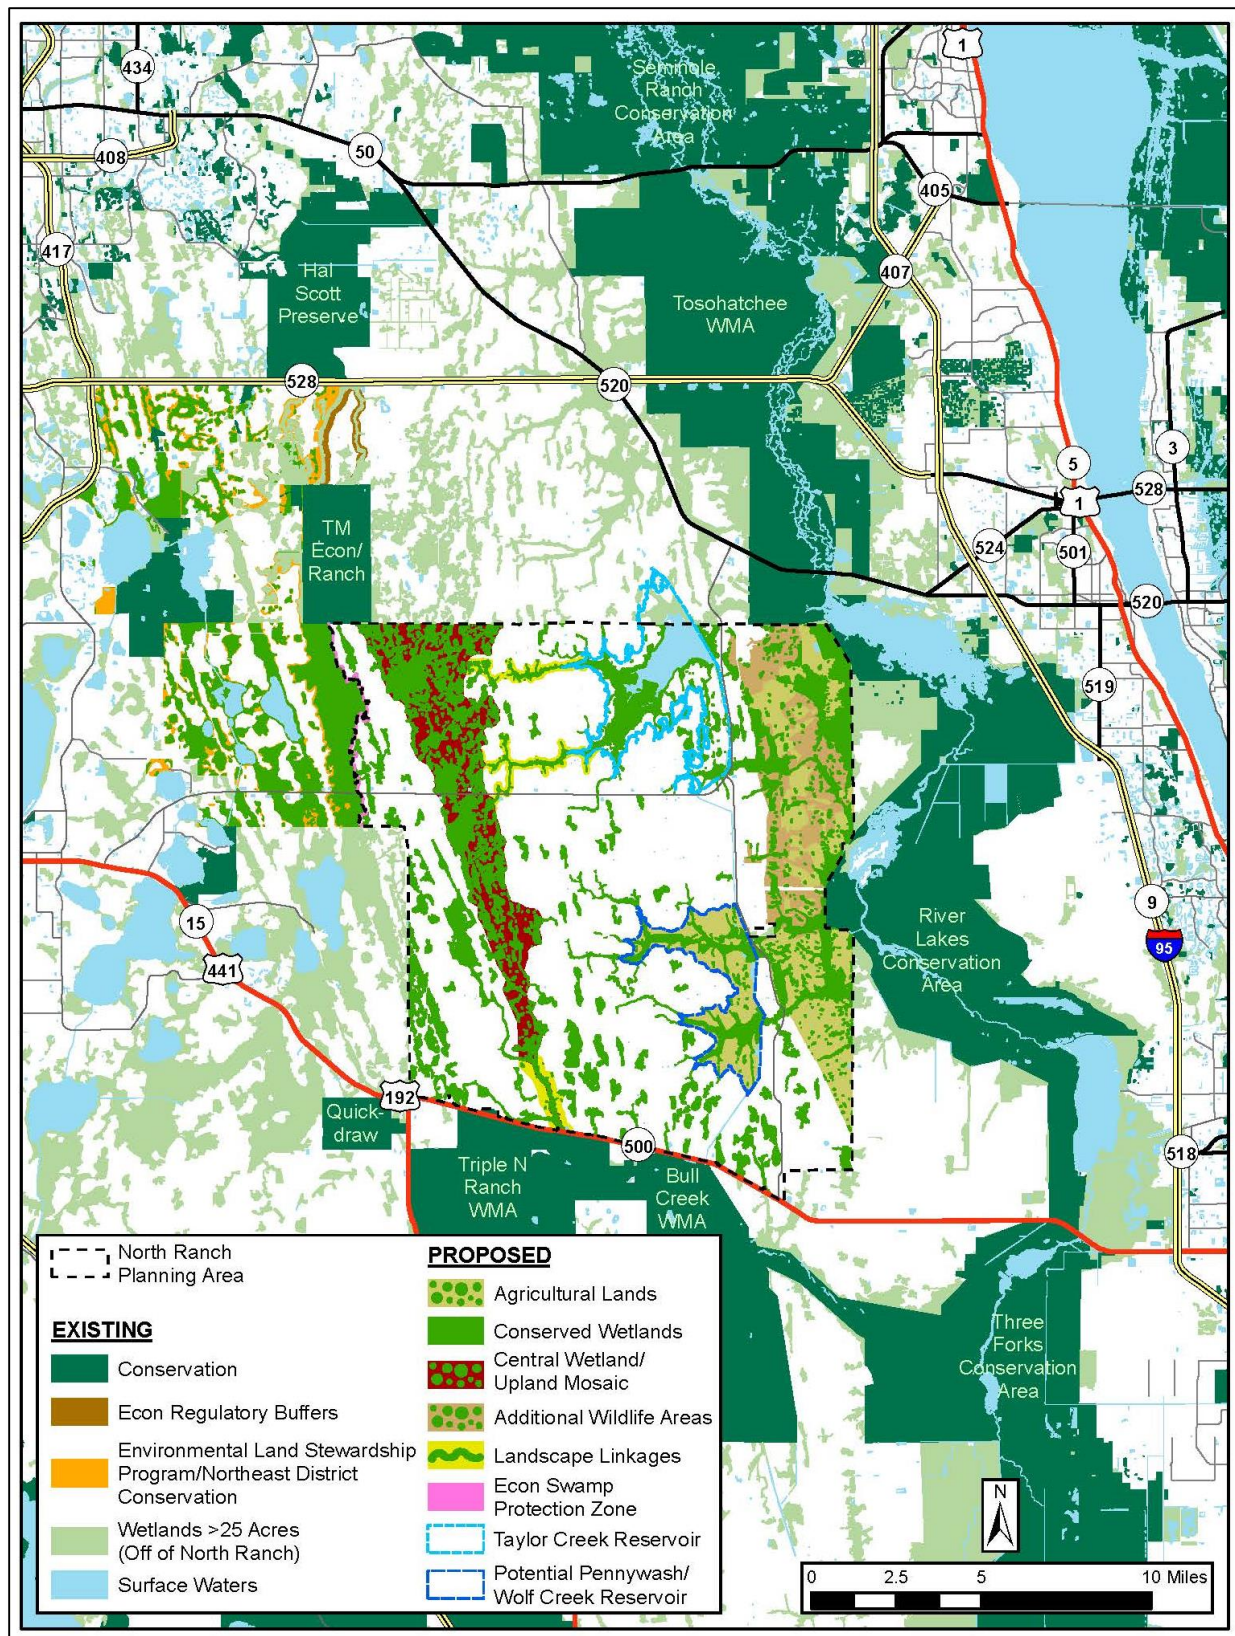 434
1
Seminole
Ranch
Conservation
Area
408
50
405
417
407
Hal
Scott
Preserve
Tosohatchee
WMA
528
520
5
3
1
528
TM
Econ/
Ranch
524
501
520
519
15
441
River
Lakes
Conservation
Area
9
95
192
Quick-
draw
500
518
Triple N
Ranch
WMA
Bull
Creek
WMA
Three
Forks
Conservation
Area
North Ranch
Planning Area
EXISTING
Conservation
Econ Regulatory Buffers
Environmental Land Stewardship
Program/Northeast District
Conservation
Wetlands >25 Acres
(Off of North Ranch)
Surface Waters
PROPOSED
Agricultural Lands
Conserved Wetlands
Central Wetland/
Upland Mosaic
Additional Wildlife Areas
Landscape Linkages
Econ Swamp
Protection Zone
Taylor Creek Reservoir
Potential Pennywash/
Wolf Creek Reservoir
N
0 2.5 5 10 Miles